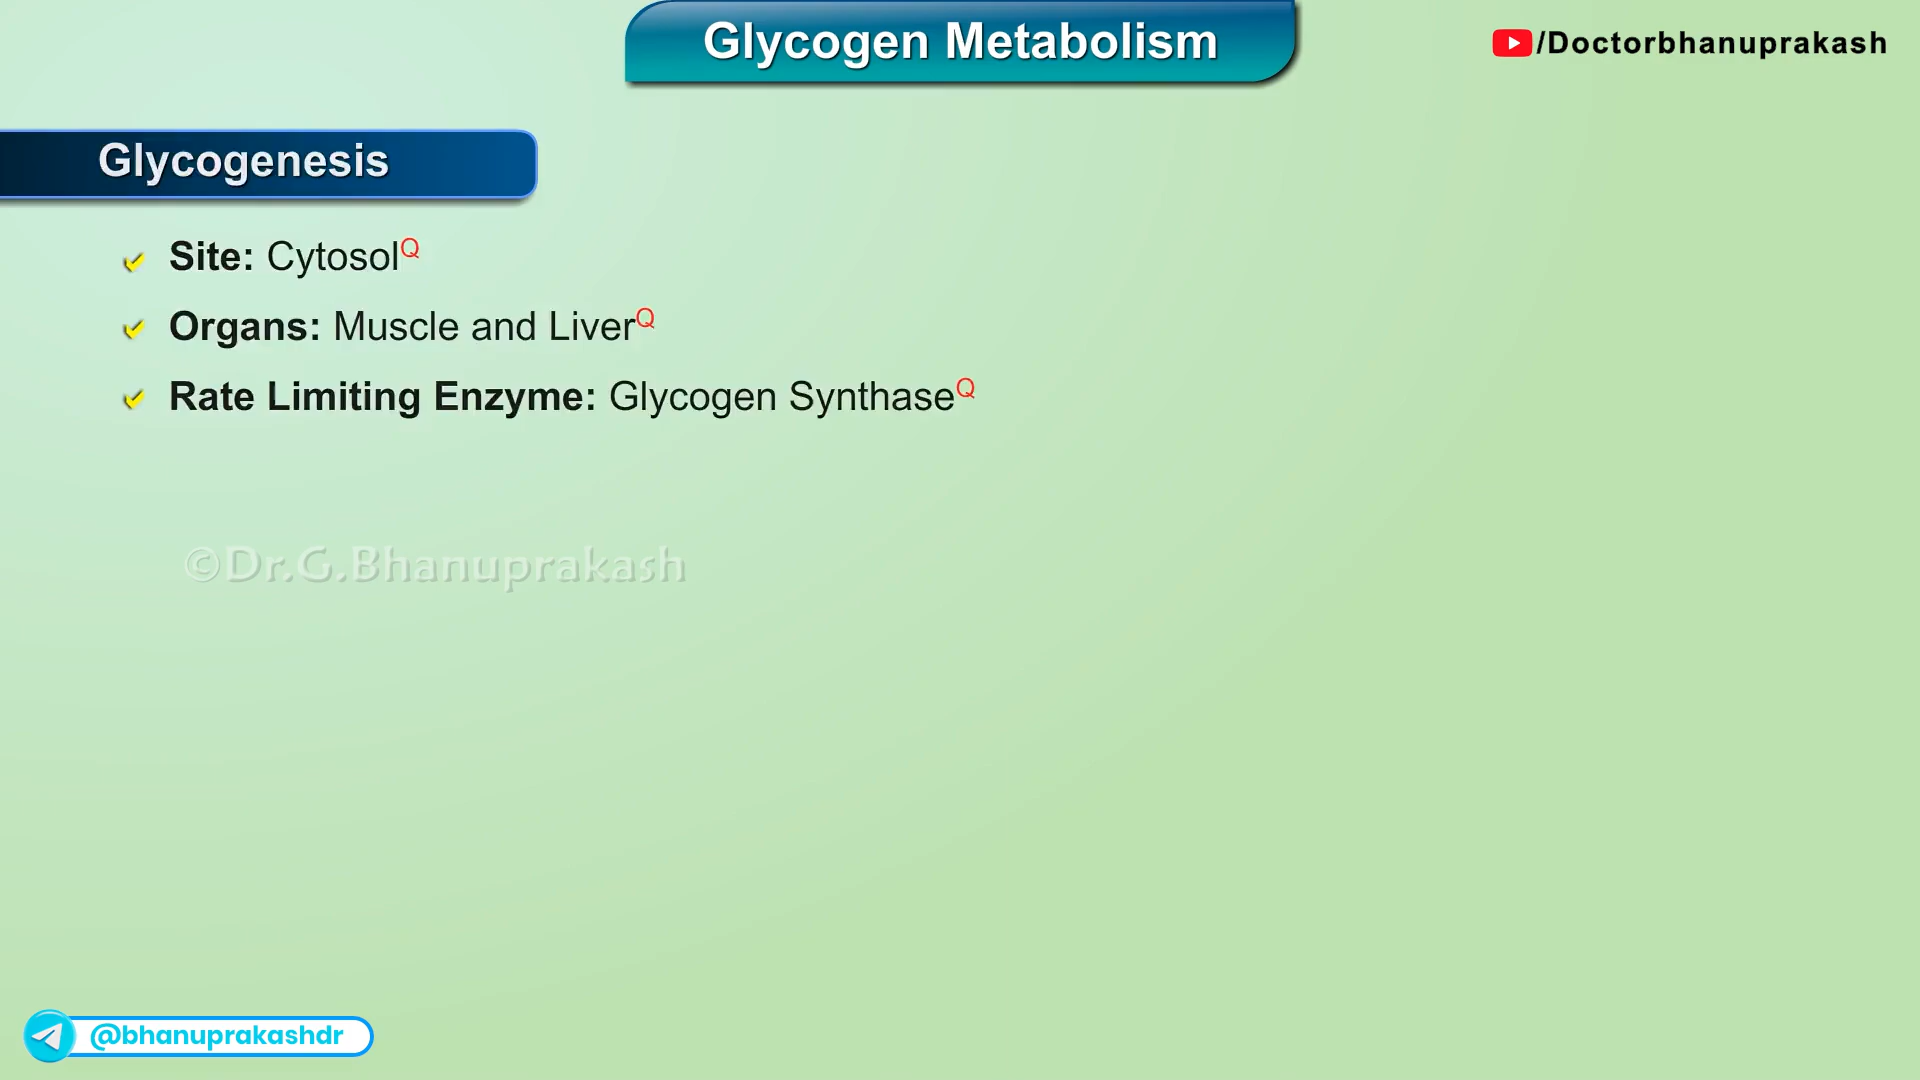 Glycogen Metabolism
/Doctorbhanuprakash
Glycogenesis
Site: CytosolQ
Organs: Muscle and LiverQ
Rate Limiting Enzyme: Glycogen SynthaseQ
©Dr.G.Bhanuprakash
@bhanuprakashdr